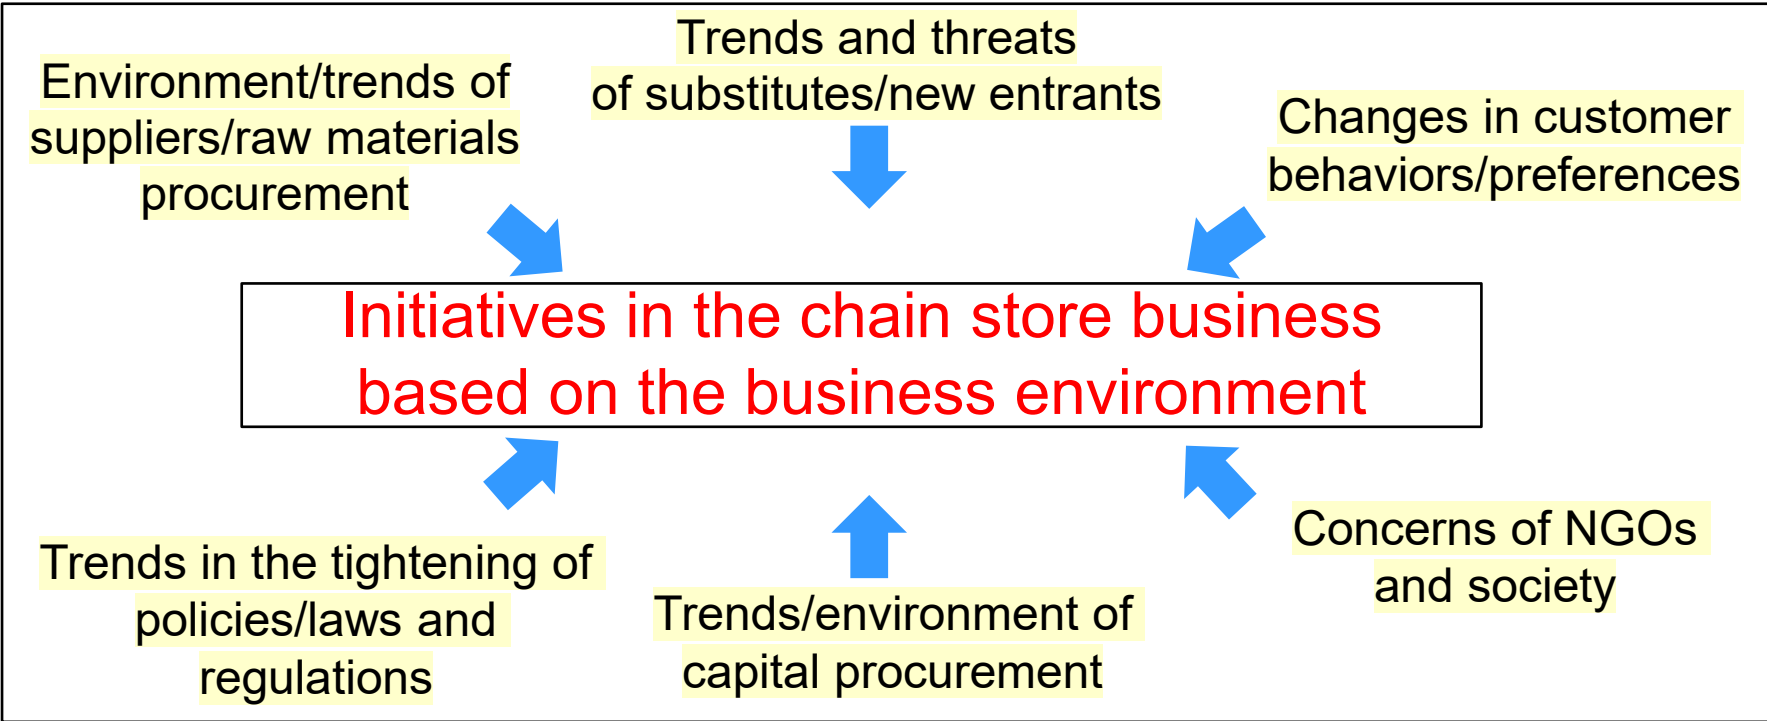 Trends and threats
of substitutes/new entrants
Environment/trends of
suppliers/raw materials
procurement
Changes in customer
behaviors/preferences
Initiatives in the chain store business
based on the business environment
Trends in the tightening of
policies/laws and
regulations
Trends/environment of
capital procurement
Concerns of NGOs
and society